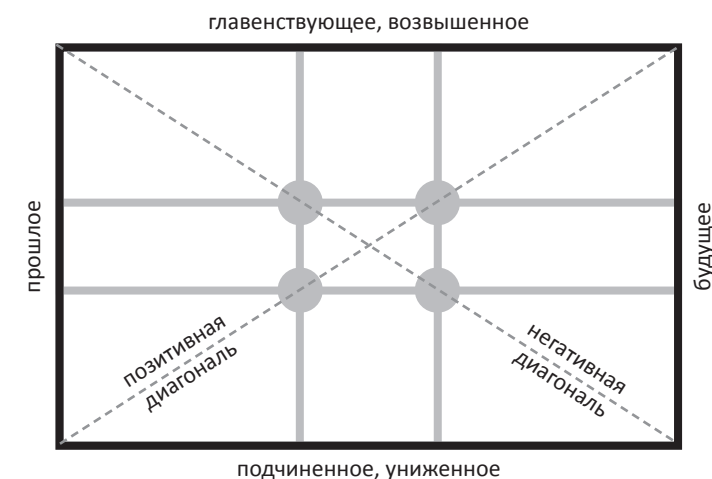 главенствующее, возвышенное
прошлое
будущее
позитивная
диагональ
негативная
диагональ
подчиненное, униженное